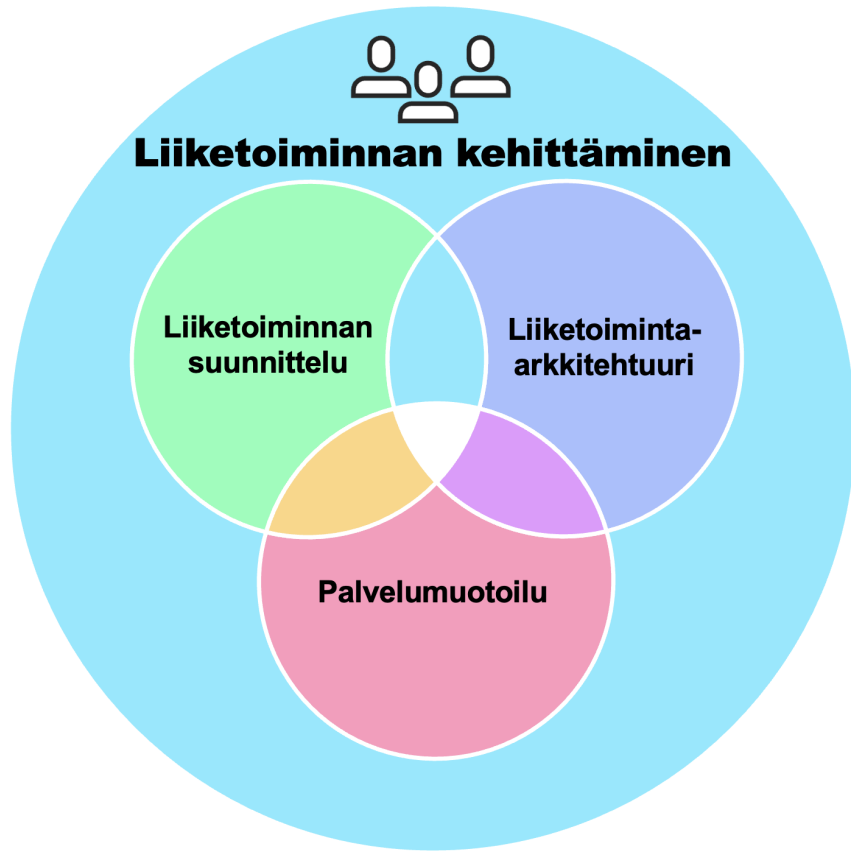 Liiketoiminnan kehittäminen
Liiketoiminnan
suunnittelu
Liiketoiminta-
arkkitehtuuri
Palvelumuotoilu